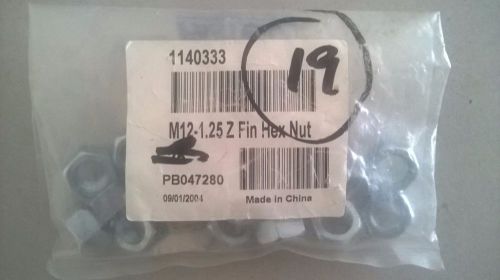 1140333
19
M12-1.25 Z Fin Hex Nut
PB047280
09/01/2004
Made in China